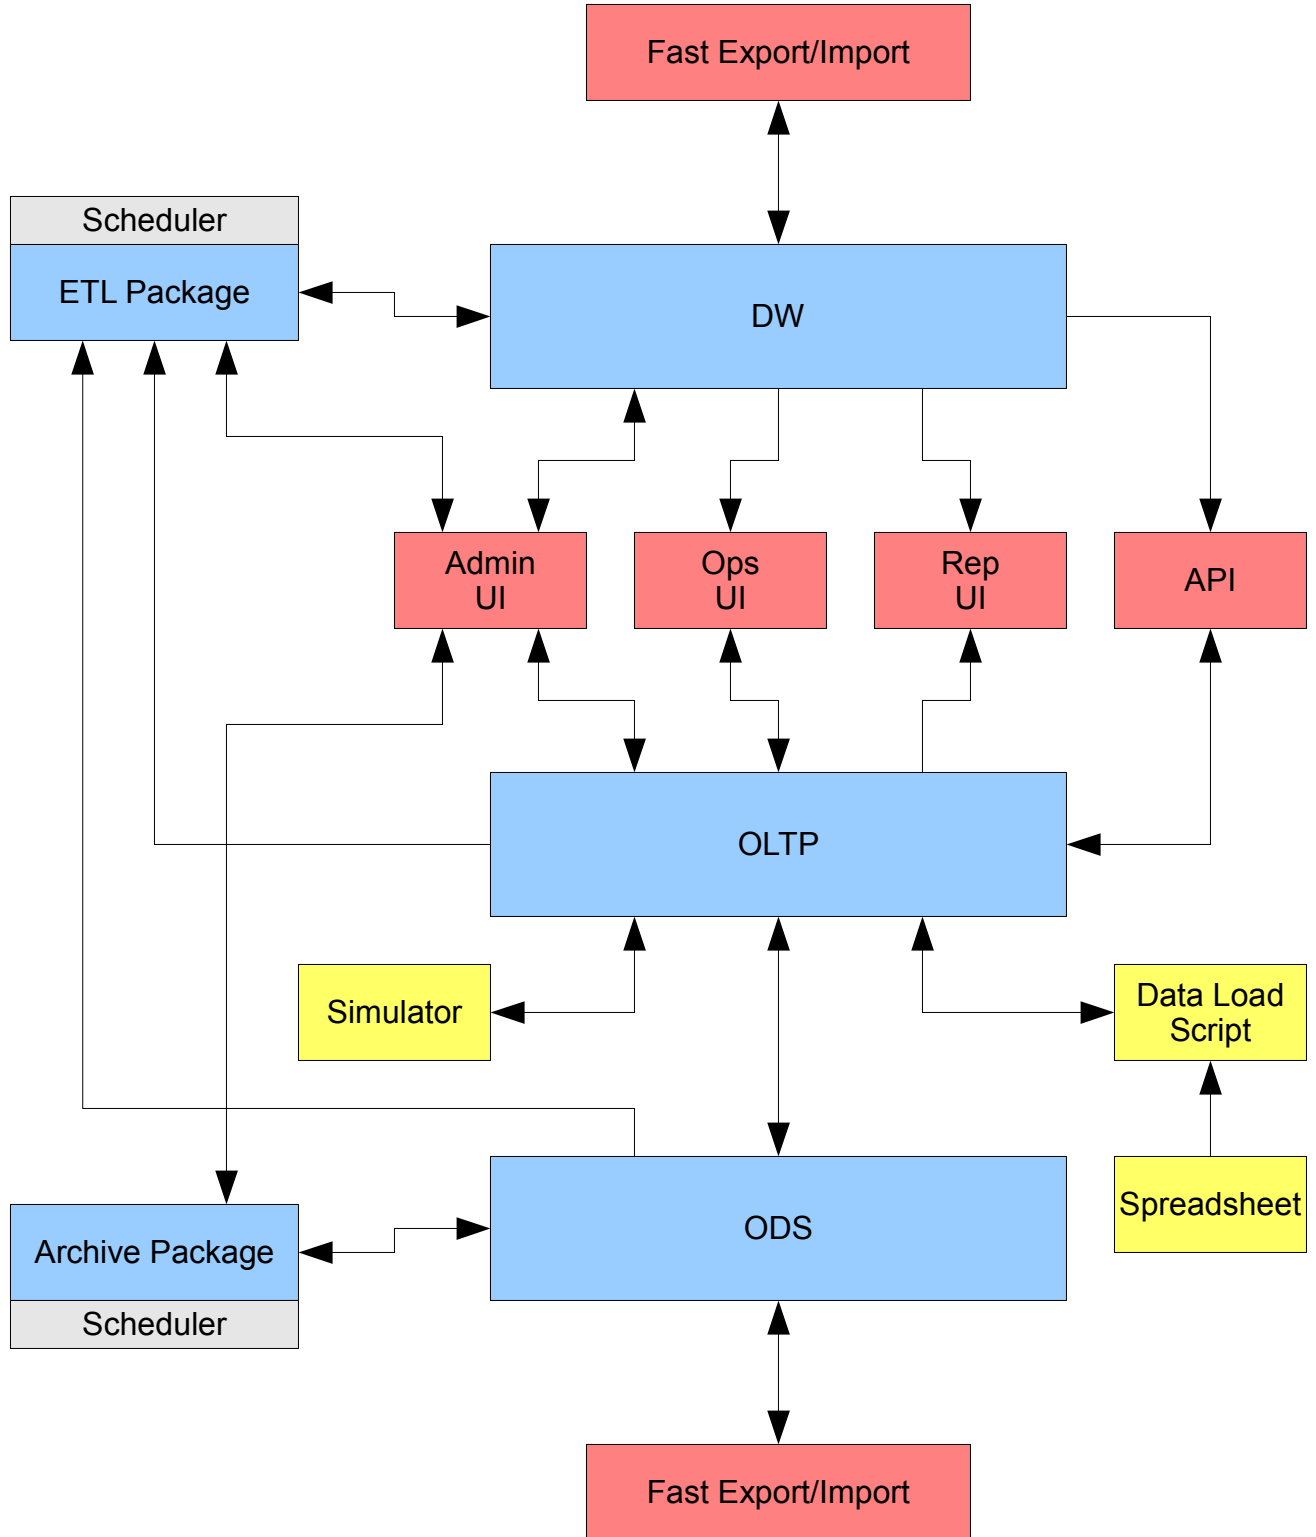 Fast Export/Import
Scheduler
ETL Package
DW
Admin
UI
Ops
UI
Rep
UI
API
OLTP
Simulator
Data Load
Script
Spreadsheet
ODS
Archive Package
Scheduler
Fast Export/Import